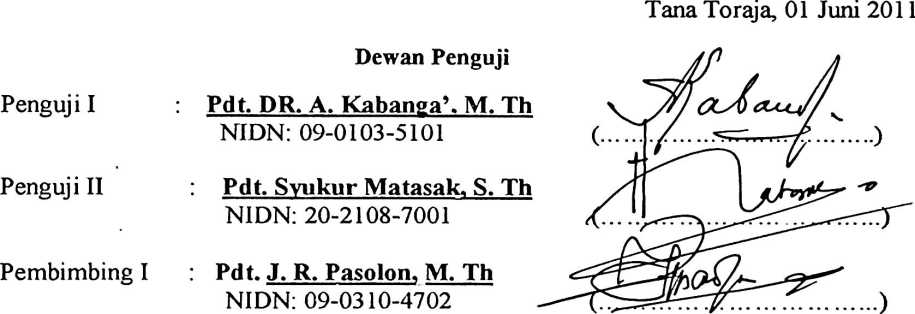 Tana Toraja, 01 Juni 2011
Dewan Penguji
Penguji I : Pdt. DR. A. Kabanga', M. Th
NIDN: 09-0103-5101
(..............................)
Penguji II : Pdt. Syukur Matasak, S. Th
NIDN: 20-2108-7001
(..............................)
Pembimbing I : Pdt. J. R. Pasolon, M. Th
NIDN: 09-0310-4702
(..............................)